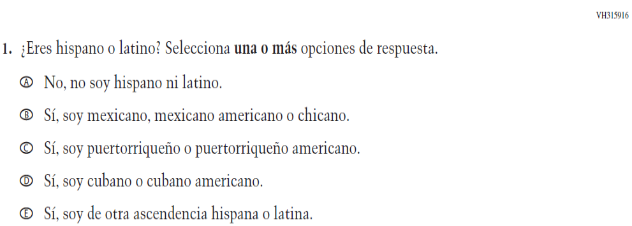 VH315916
1. ¿Eres hispano o latino? Selecciona una o más opciones de respuesta.
Ⓐ No, no soy hispano ni latino.
Ⓑ Sí, soy mexicano, mexicano americano o chicano.
Ⓒ Sí, soy puertorriqueño o puertorriqueño americano.
Ⓓ Sí, soy cubano o cubano americano.
Ⓔ Sí, soy de otra ascendencia hispana o latina.